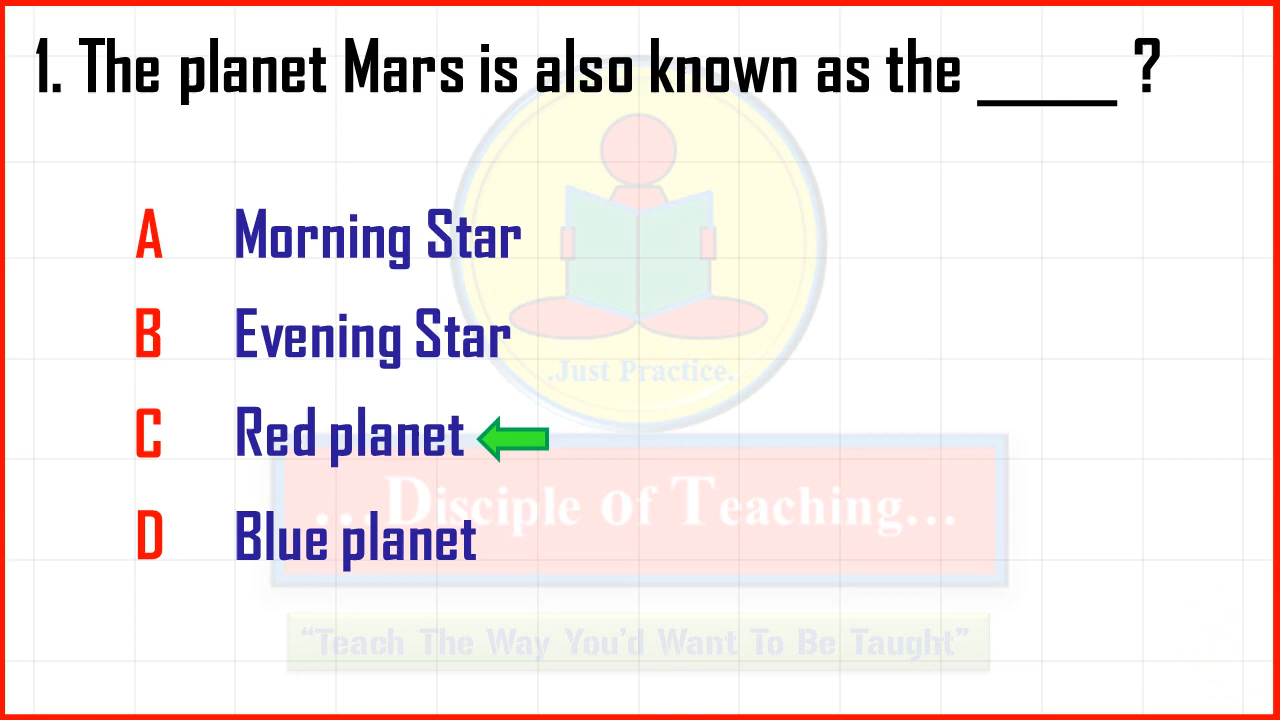 1. The planet Mars is also known as the _____ ?
A Morning Star
B Evening Star
.Just Practice.
C Red planet
...Disciple of Teaching...
D Blue planet
“Teach The Way You’d Want To Be Taught”